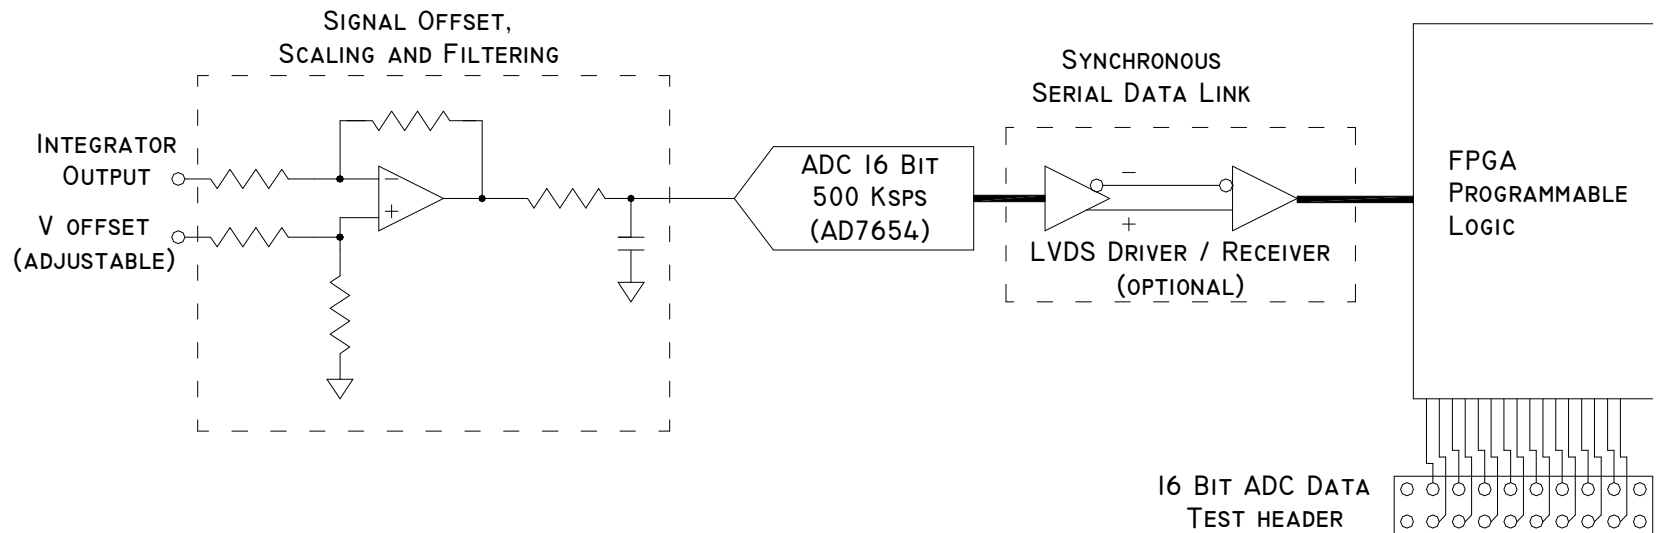 Signal Offset,
Scaling and Filtering
Integrator
Output
−
+
V offset
(adjustable)
ADC 16 Bit
500 Ksps
(AD7654)
Synchronous
Serial Data Link
−
+
LVDS Driver / Receiver
(optional)
FPGA
Programmable
Logic
16 Bit ADC Data
Test header